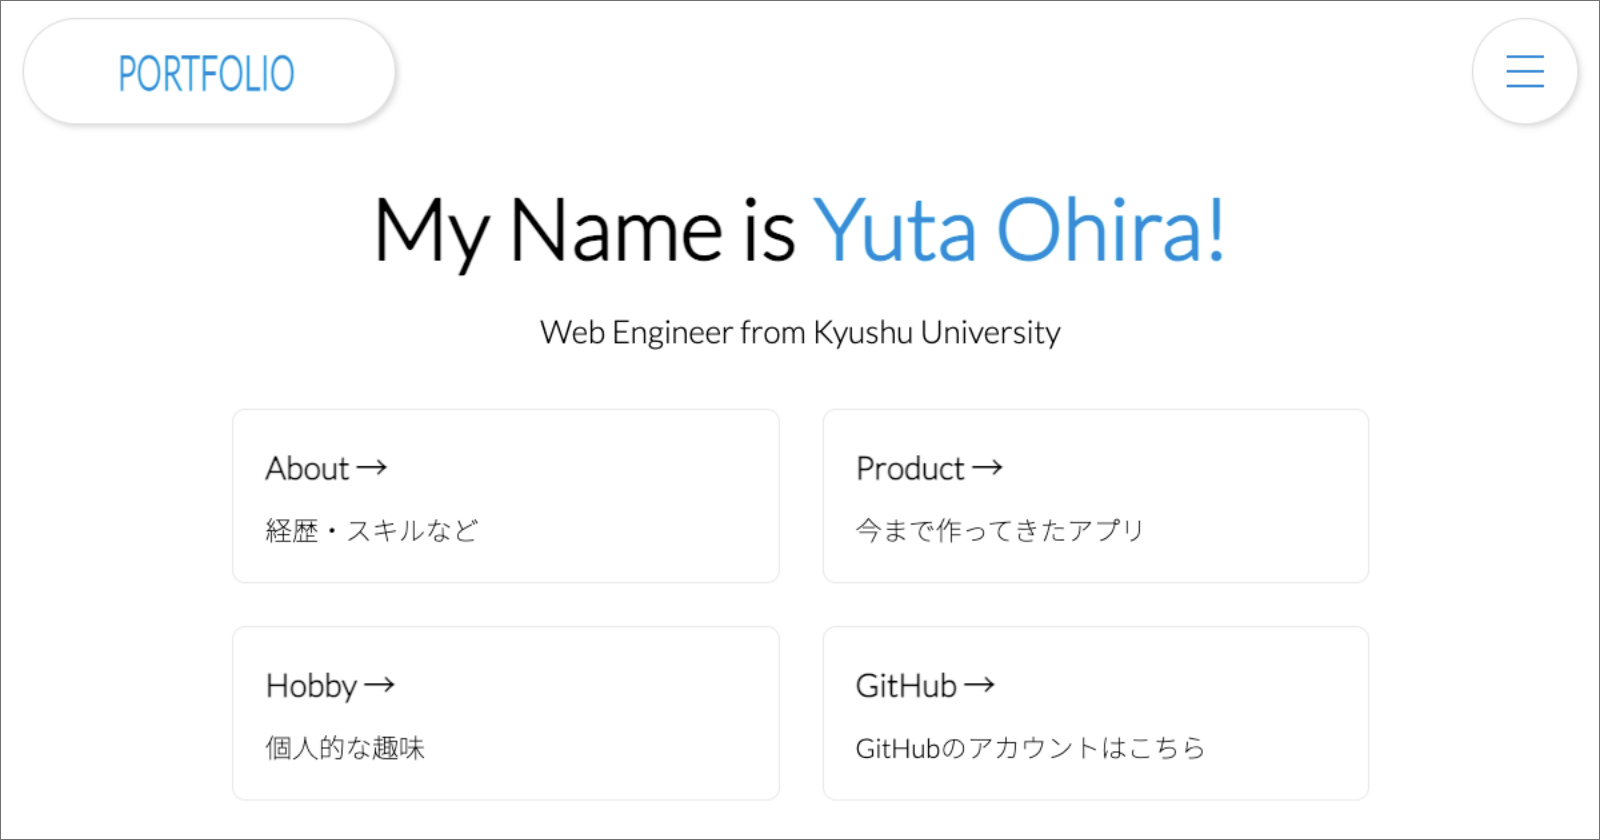 PORTFOLIO
My Name is Yuta Ohira!
Web Engineer from Kyushu University
About →
経歴・スキルなど
Product →
今まで作ってきたアプリ
Hobby →
個人的な趣味
GitHub →
GitHubのアカウントはこちら